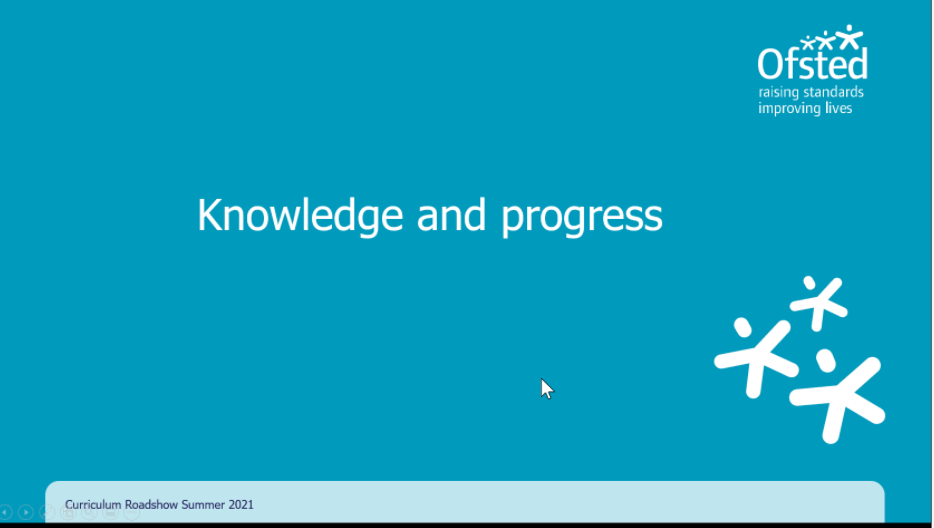 Ofsted
raising standards
improving lives
Knowledge and progress
Curriculum Roadshow Summer 2021